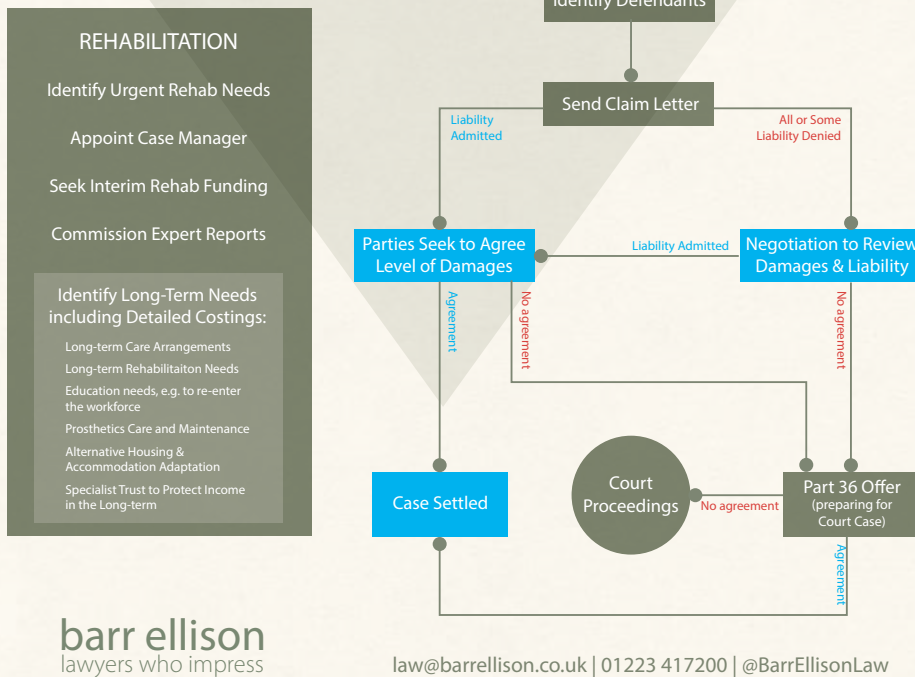 REHABILITATION
Identify Urgent Rehab Needs
Appoint Case Manager
Seek Interim Rehab Funding
Commission Expert Reports
Identify Long-Term Needs
including Detailed Costings:
Long-term Care Arrangements
Long-term Rehabilitaiton Needs
Education needs, e.g. to re-enter
the workforce
Prosthetics Care and Maintenance
Alternative Housing &
Accommodation Adaptation
Specialist Trust to Protect Income
in the Long-term
Identify Defendants
Send Claim Letter
Liability
Admitted
All or Some
Liability Denied
Parties Seek to Agree
Level of Damages
Liability Admitted
Negotiation to Review
Damages & Liability
Agreement
No agreement
No agreement
Case Settled
Court
Proceedings
No agreement
Part 36 Offer
(preparing for
Court Case)
Agreement
barr ellison
lawyers who impress
law@barrellison.co.uk | 01223 417200 | @BarrEllisonLaw